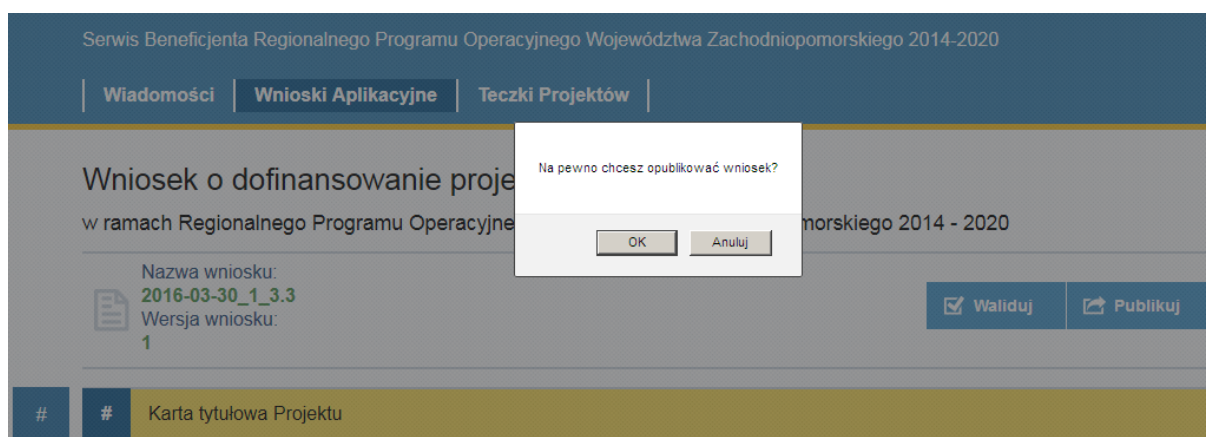 Serwis Beneficjenta Regionalnego Programu Operacyjnego Województwa Zachodniopomorskiego 2014-2020
Wiadomości Wnioski Aplikacyjne Teczki Projektów
Na pewno chcesz opublikować wniosek?
OK Anuluj
Wniosek o dofinansowanie proje
w ramach Regionalnego Programu Operacyjne morskiego 2014 - 2020
Nazwa wniosku:
2016-03-30_1_3.3
Wersja wniosku:
1
Waliduj Publikuj
# # Karta tytułowa Projektu